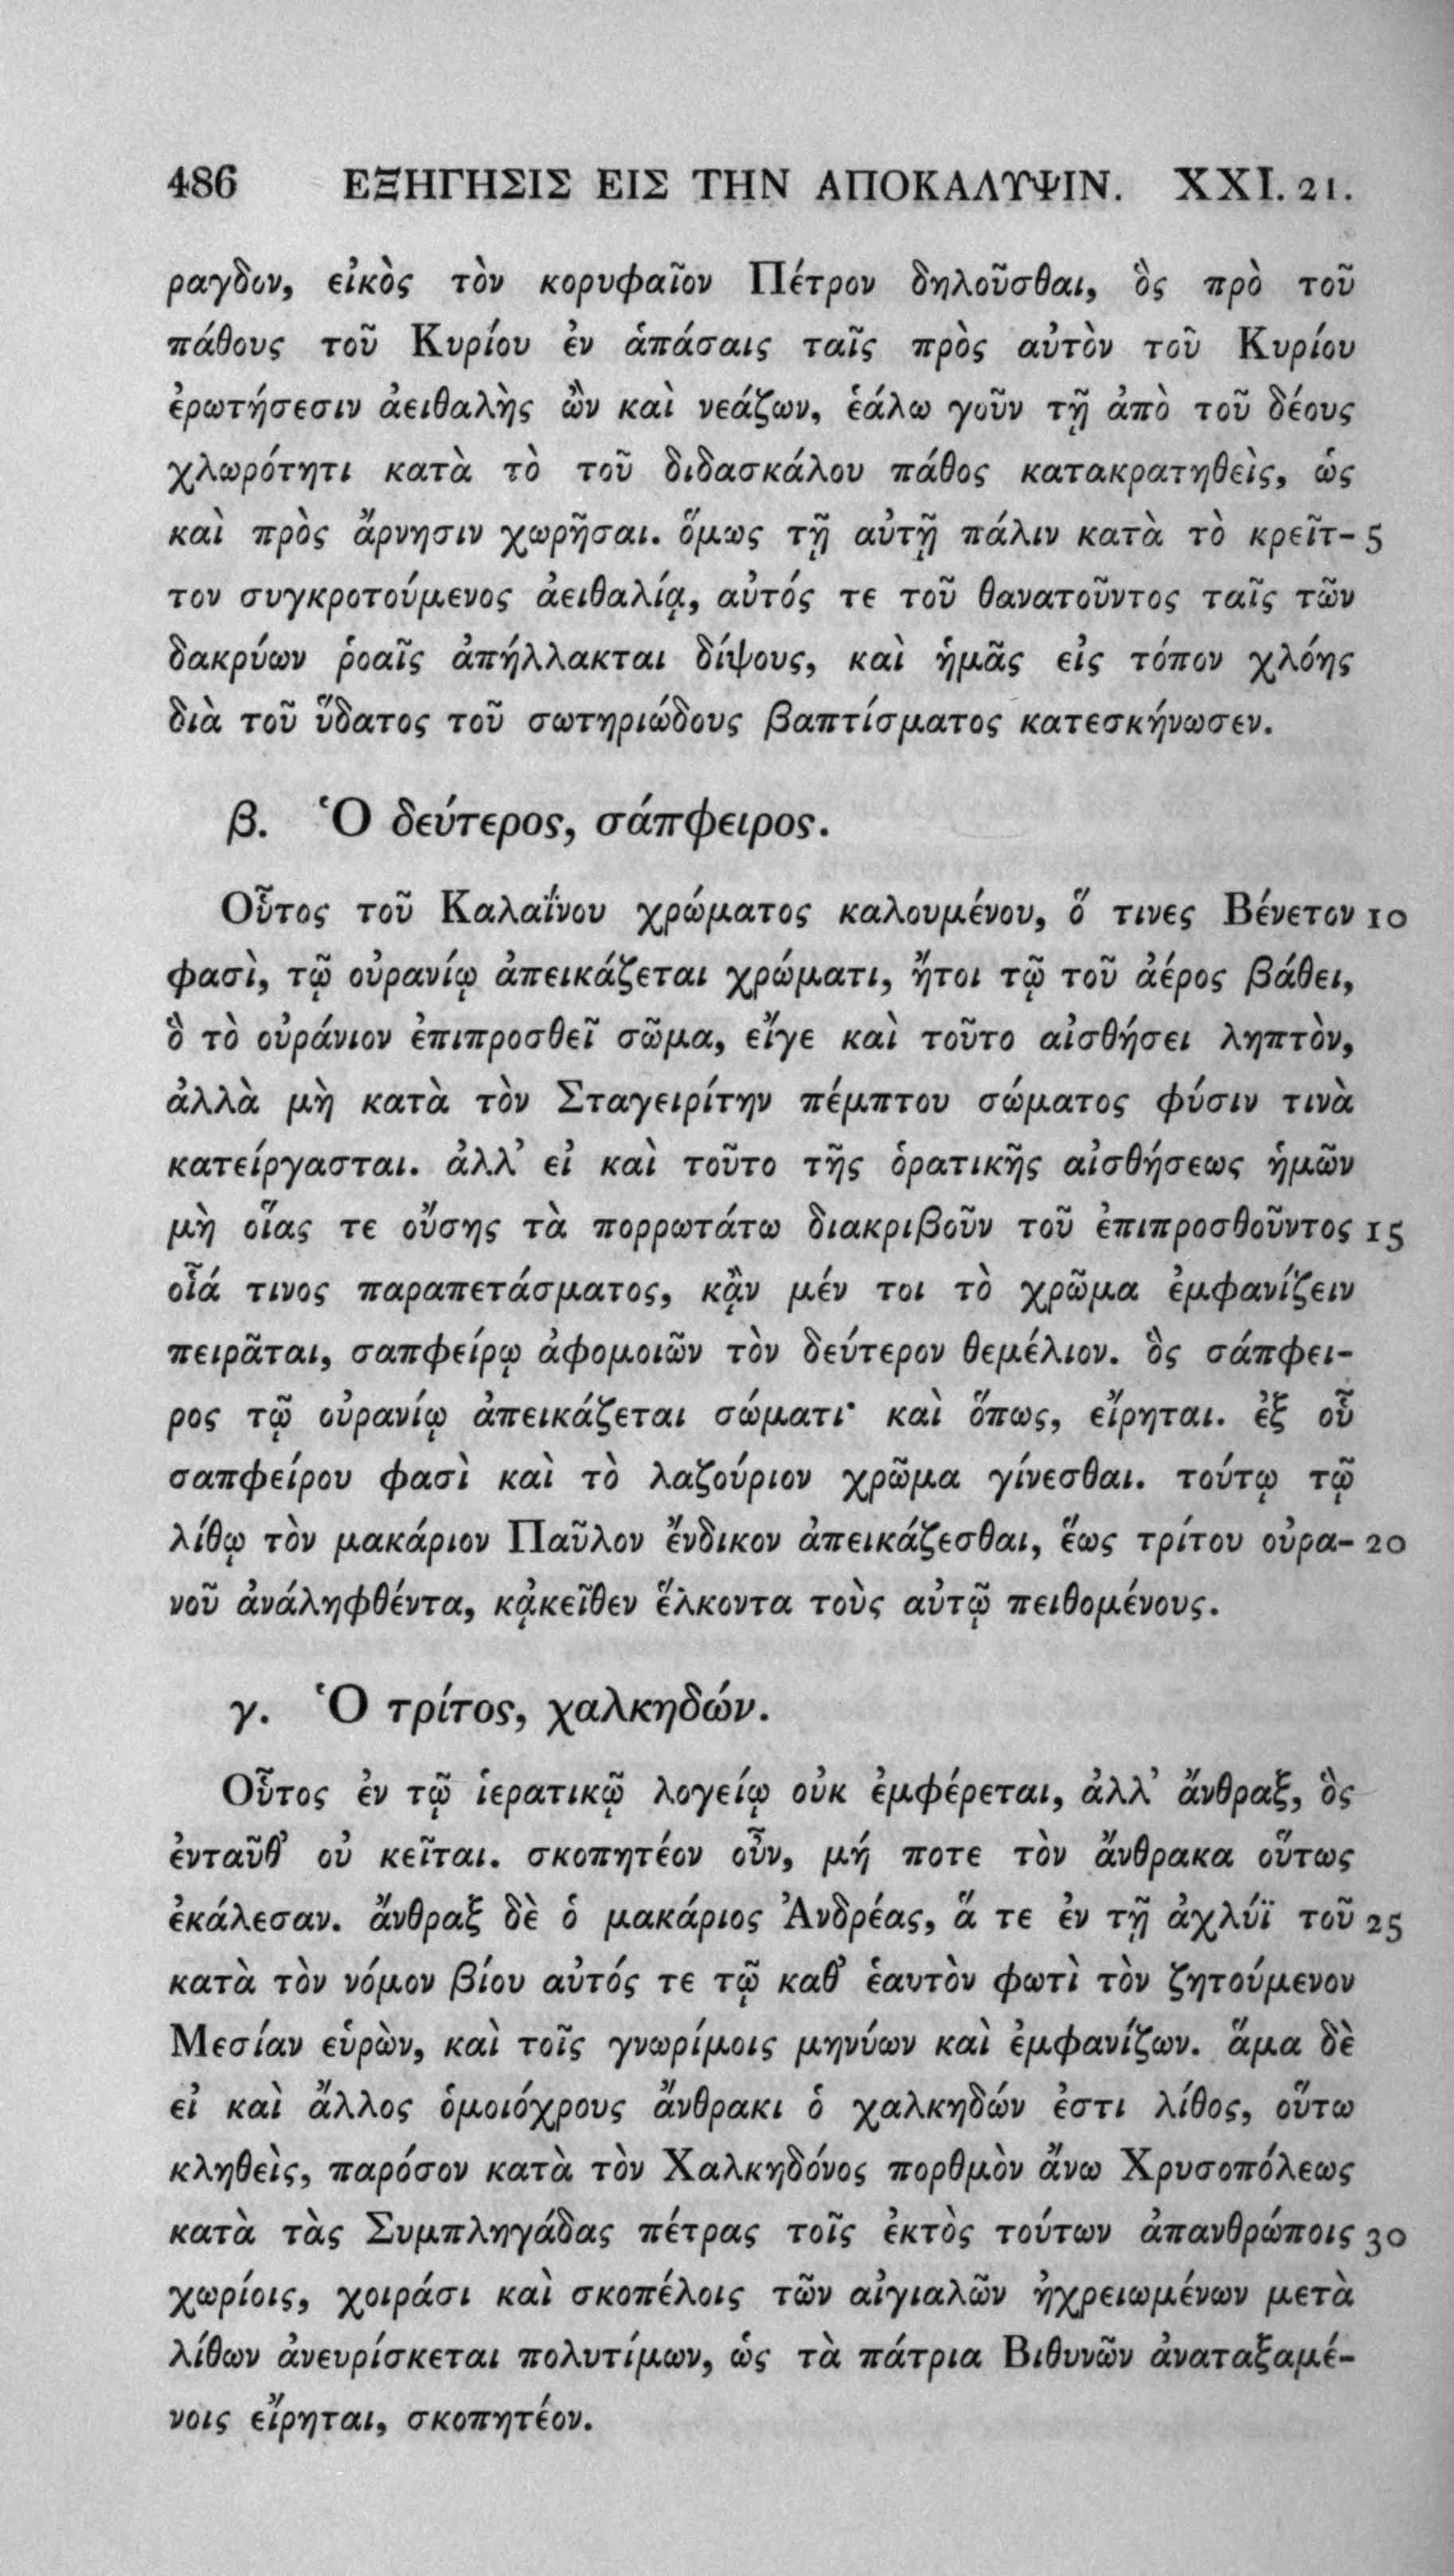 486 ΕΞΗΓΗΣΙΣ ΕΙΣ ΤΗΝ ΑΠΟΚΑΛΥΨΙΝ. XXI. 21.
ραγδον, εἰκὸς τὸν κορυφαῖον Πέτρον δηλοῦσθαι, ὃς πρὸ τοῦ
πάθους τοῦ Κυρίου ἐν ἁπάσαις ταῖς πρὸς αὐτὸν τοῦ Κυρίου
ἐρωτήσεσιν ἀειθαλὴς ὢν καὶ νεάζων, ἑάλω γοῦν τῇ ἀπὸ τοῦ δέους
χλωρότητι κατὰ τὸ τοῦ διδασκάλου πάθος κατακρατηθεὶς, ὡς
καὶ πρὸς ἄρνησιν χωρῆσαι. ὅμως τῇ αὐτῇ πάλιν κατὰ τὸ κρεῖτ- 5
τον συγκροτούμενος ἀειθαλίᾳ, αὐτός τε τοῦ θανατοῦντος ταῖς τῶν
δακρύων ῥοαῖς ἀπήλλακται δίψους, καὶ ἡμᾶς εἰς τόπον χλόης
διὰ τοῦ ὕδατος τοῦ σωτηριώδους βαπτίσματος κατεσκήνωσεν.
β. Ὁ δεύτερος, σάπφειρος.
Οὗτος τοῦ Καλαΐνου χρώματος καλουμένου, ὅ τινες Βένετον 10
φασὶ, τῷ οὐρανίῳ ἀπεικάζεται χρώματι, ἤτοι τῷ τοῦ ἀέρος βάθει,
ὃ τὸ οὐράνιον ἐπιπροσθεῖ σῶμα, εἴγε καὶ τοῦτο αἰσθήσει ληπτὸν,
ἀλλὰ μὴ κατὰ τὸν Σταγειρίτην πέμπτου σώματος φύσιν τινὰ
κατείργασται. ἀλλ’ εἰ καὶ τοῦτο τῆς ὁρατικῆς αἰσθήσεως ἡμῶν
μὴ οἵας τε οὔσης τὰ πορρωτάτω διακριβοῦν τοῦ ἐπιπροσθοῦντος 15
οἷά τινος παραπετάσματος, κᾂν μέν τοι τὸ χρῶμα ἐμφανίζειν
πειρᾶται, σαπφείρῳ ἀφομοιῶν τὸν δεύτερον θεμέλιον. ὃς σάπφει-
ρος τῷ οὐρανίῳ ἀπεικάζεται σώματι· καὶ ὅπως, εἴρηται. ἐξ οὗ
σαπφείρου φασὶ καὶ τὸ λαζούριον χρῶμα γίνεσθαι. τούτῳ τῷ
λίθῳ τὸν μακάριον Παῦλον ἔνδικον ἀπεικάζεσθαι, ἕως τρίτου οὐρα- 20
νοῦ ἀνάληφθέντα, κᾀκεῖθεν ἕλκοντα τοὺς αὐτῷ πειθομένους.
γ. Ὁ τρίτος, χαλκηδών.
Οὗτος ἐν τῷ ἱερατικῷ λογείῳ οὐκ ἐμφέρεται, ἀλλ’ ἄνθραξ, ὃς
ἐνταῦθ’ οὐ κεῖται. σκοπητέον οὖν, μή ποτε τὸν ἄνθρακα οὕτως
ἐκάλεσαν. ἄνθραξ δὲ ὁ μακάριος Ἀνδρέας, ἅ τε ἐν τῇ ἀχλύϊ τοῦ 25
κατὰ τὸν νόμον βίου αὐτός τε τῷ καθ’ ἑαυτὸν φωτὶ τὸν ζητούμενον
Μεσίαν εὑρὼν, καὶ τοῖς γνωρίμοις μηνύων καὶ ἐμφανίζων. ἅμα δὲ
εἰ καὶ ἄλλος ὁμοιόχρους ἄνθρακι ὁ χαλκηδών ἐστι λίθος, οὕτω
κληθεὶς, παρόσον κατὰ τὸν Χαλκηδόνος πορθμὸν ἄνω Χρυσοπόλεως
κατὰ τὰς Συμπληγάδας πέτρας τοῖς ἐκτὸς τούτων ἀπανθρώποις 30
χωρίοις, χοιράσι καὶ σκοπέλοις τῶν αἰγιαλῶν ἠχρειωμένων μετὰ
λίθων ἀνευρίσκεται πολυτίμων, ὡς τὰ πάτρια Βιθυνῶν ἀναταξαμέ-
νοις εἴρηται, σκοπητέον.